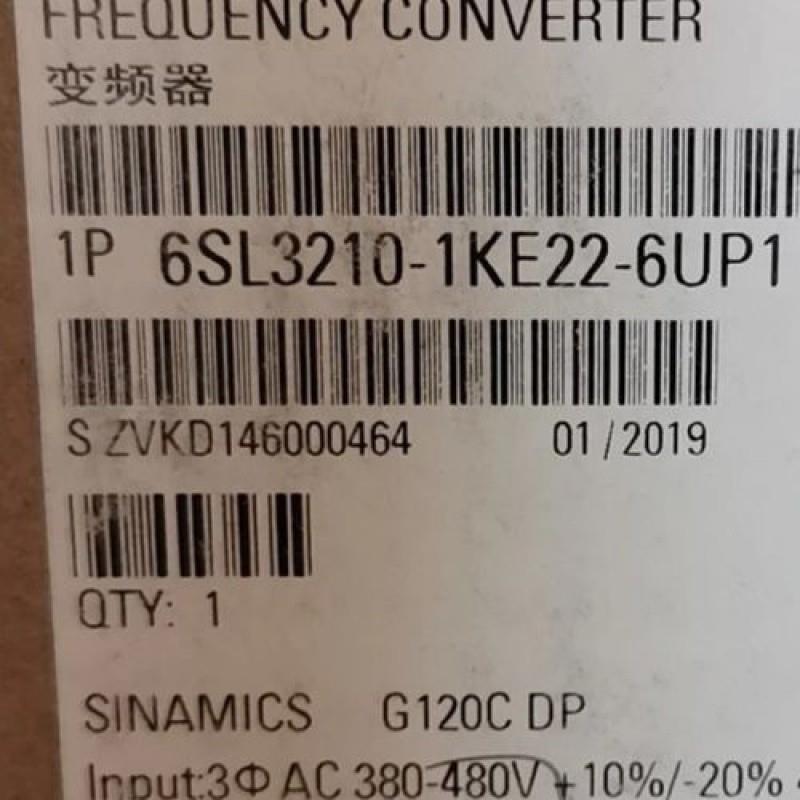 FREQUENCY CONVERTER
变频器
1P 6SL3210-1KE22-6UP1
S ZVKD146000464 01/2019
QTY: 1
SINAMICS G120C DP
Input:3Φ AC 380-480V +10%/-20%